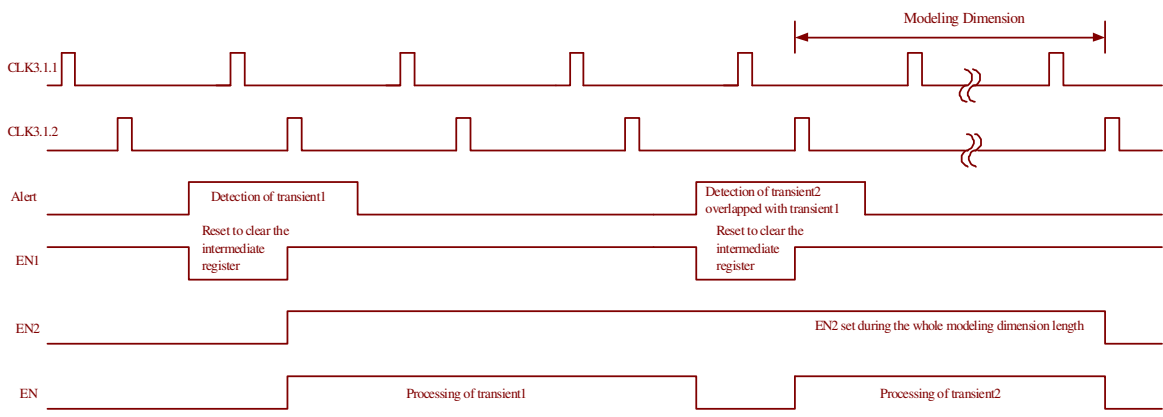 Modeling Dimension
CLK3.1.1
CLK3.1.2
Alert
Detection of transient1
Detection of transient2
overlapped with transient1
Reset to clear the
intermediate
register
Reset to clear the
intermediate
register
EN1
EN2
EN2 set during the whole modeling dimension length
EN
Processing of transient1
Processing of transient2